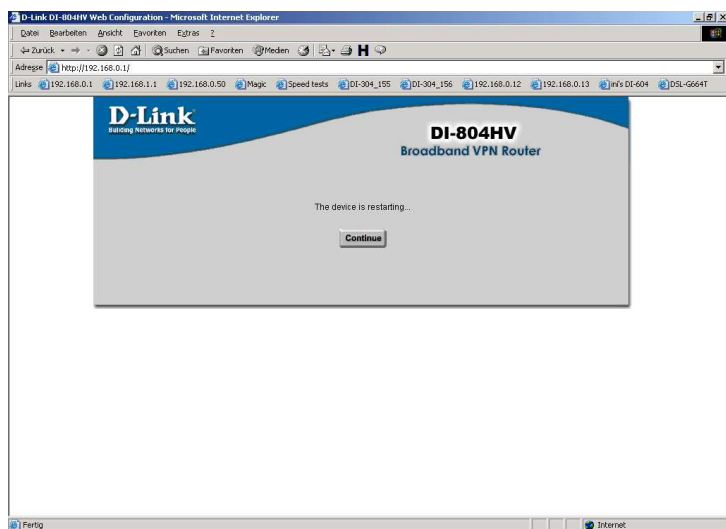 D-Link DI-804HV Web Configuration - Microsoft Internet Explorer
Datei Bearbeiten Ansicht Favoriten Extras ?
Zurück Suchen Favoriten Medien H
Adresse http://192.168.0.1/
Links 192.168.0.1 192.168.1.1 192.168.0.50 Magic Speed tests DI-304_155 DI-304_156 192.168.0.12 192.168.0.13 ini's DI-604 DSL-G664T
D-Link
Building Networks for People
DI-804HV
Broadband VPN Router
The device is restarting...
Continue
Fertig Internet